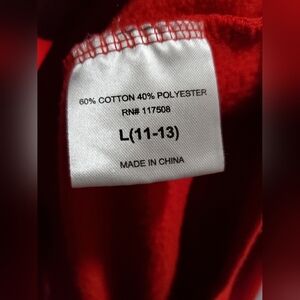 60% COTTON 40% POLYESTER
RN# 117508
L(11-13)
MADE IN CHINA